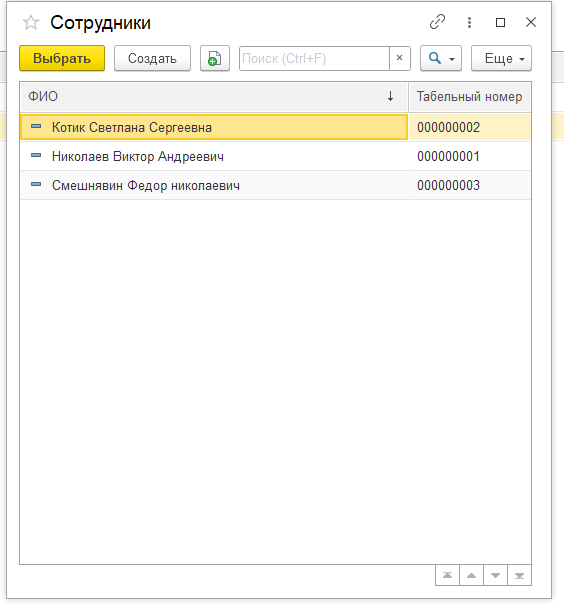 Сотрудники
Выбрать Создать Поиск (Ctrl+F) × Еще
ФИО ↓ Табельный номер
Котик Светлана Сергеевна 000000002
Николаев Виктор Андреевич 000000001
Смешнявин Федор николаевич 000000003